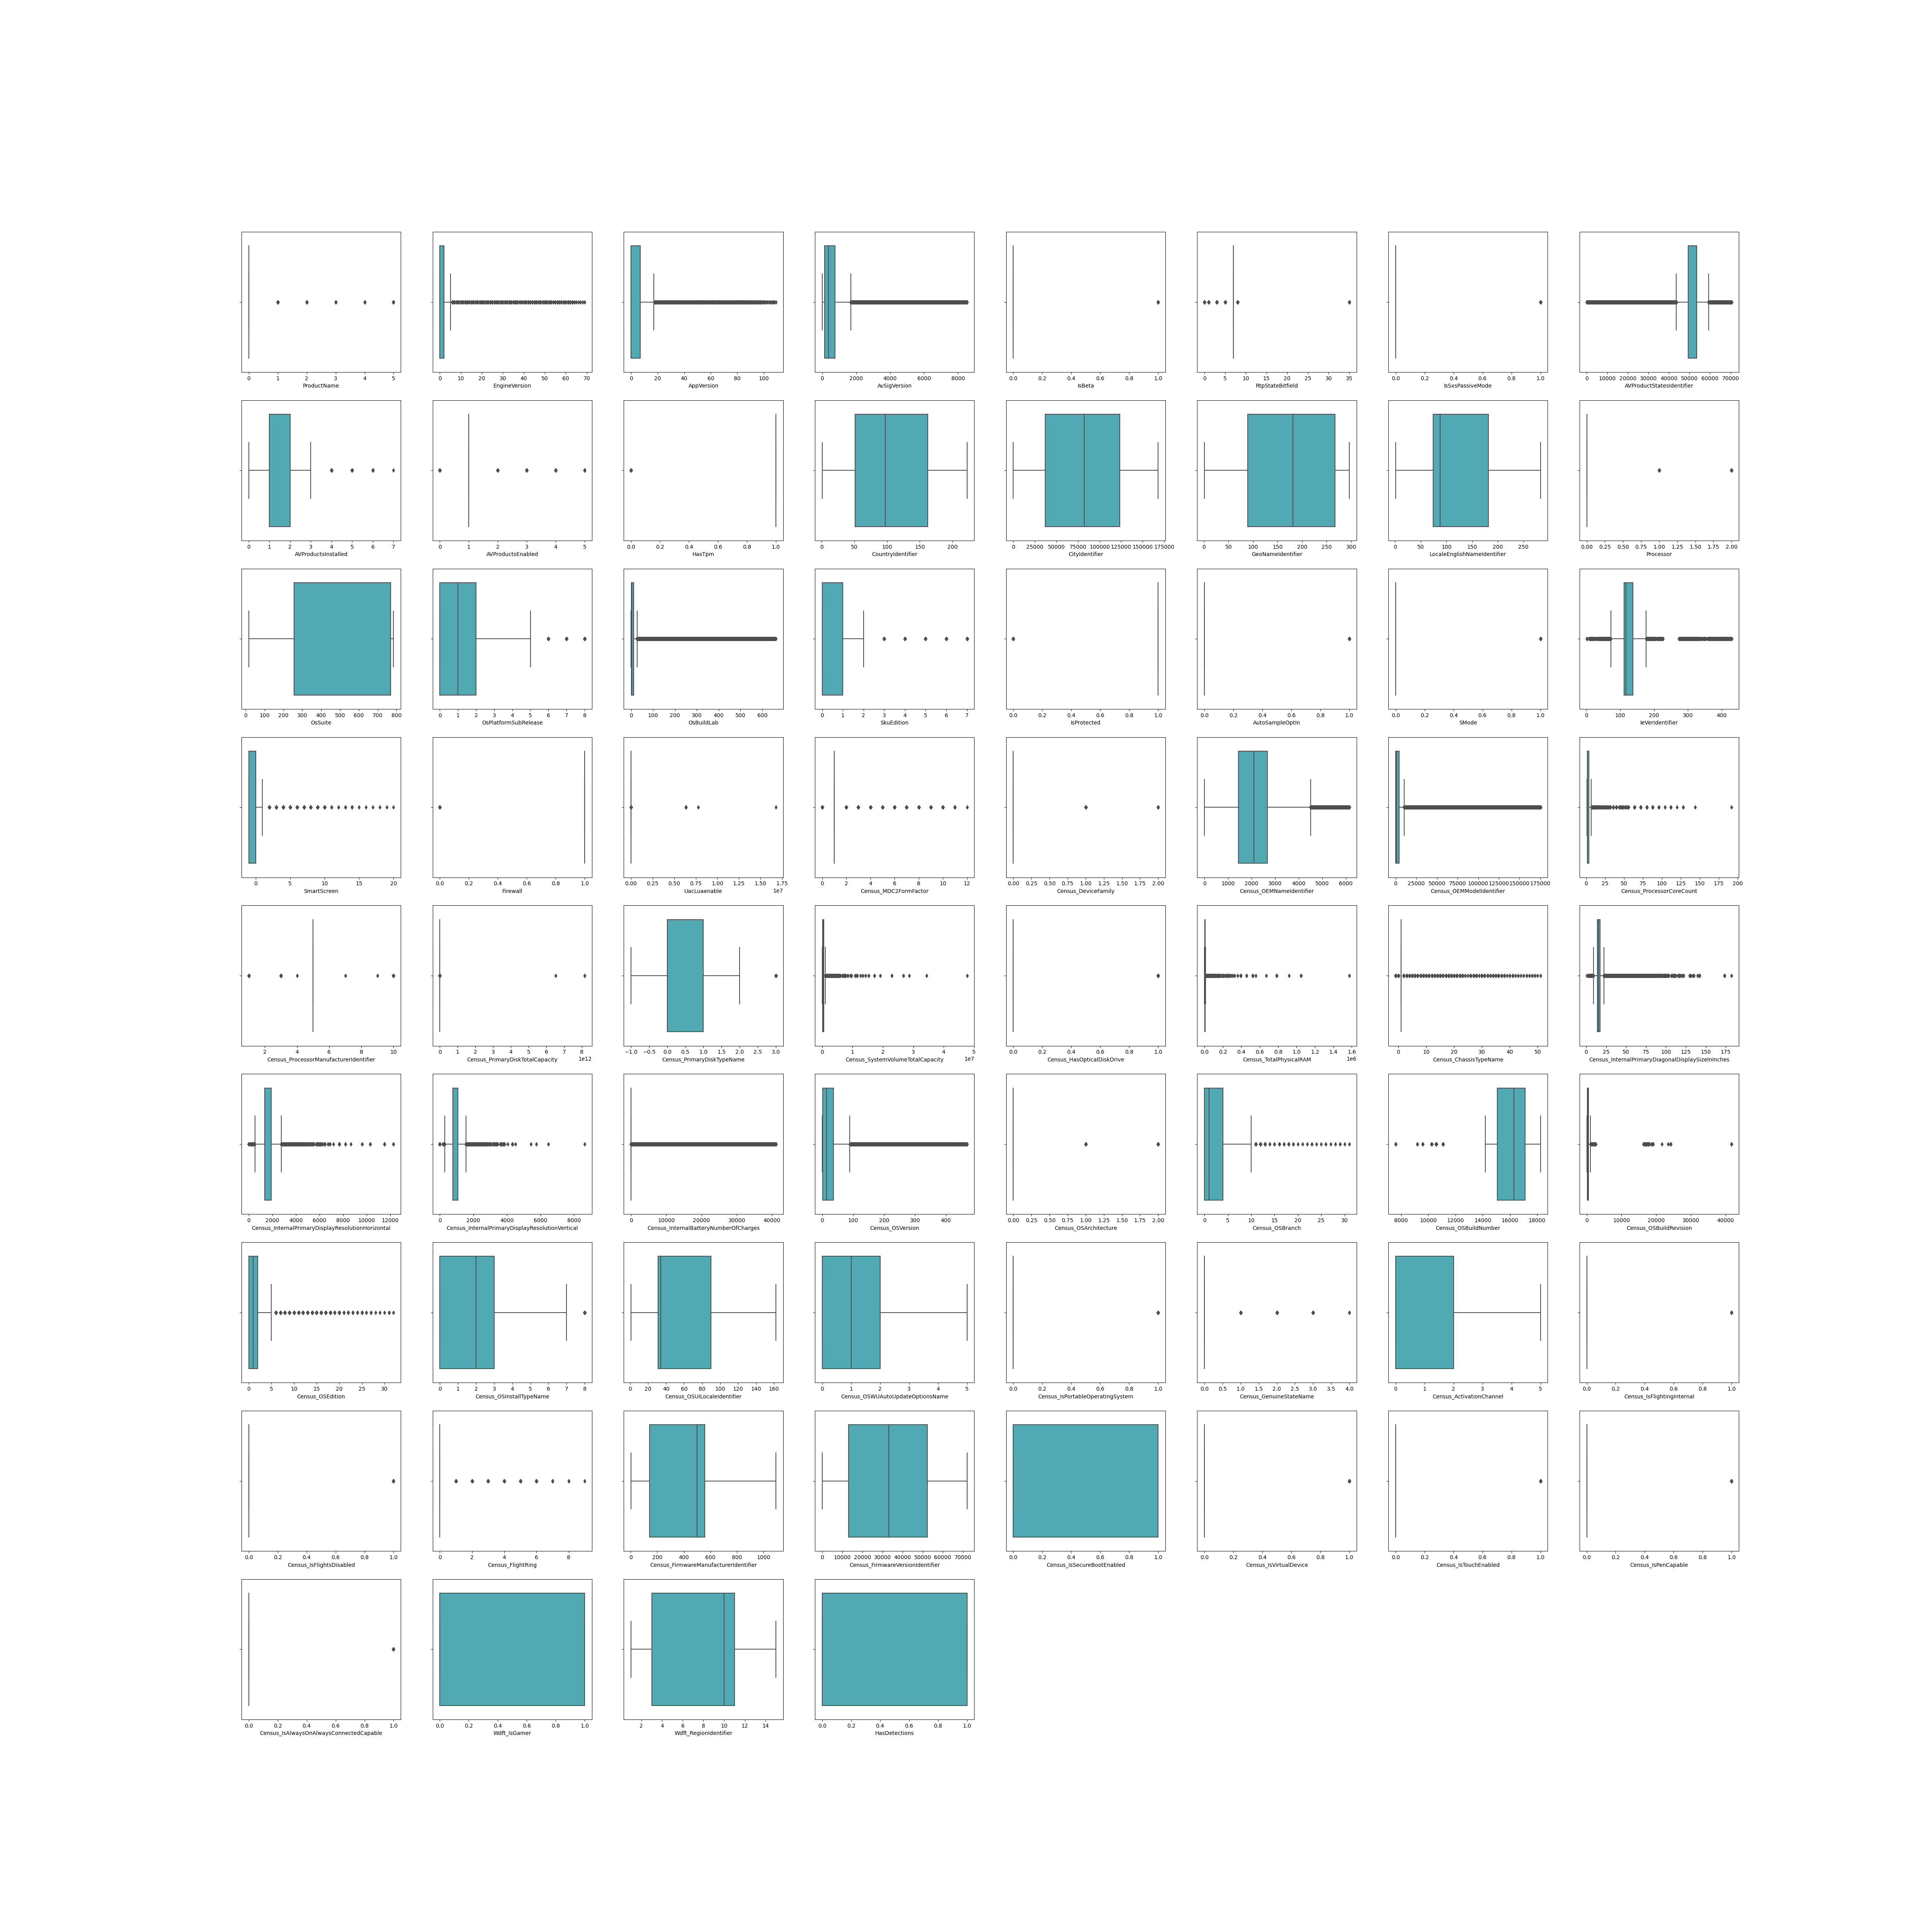 0 1 2 3 4 5 0 10 20 30 40 50 60 70 0 20 40 60 80 100 0 2000 4000 6000 8000 0.0 0.2 0.4 0.6 0.8 1.0 0 5 10 15 20 25 30 35 0.0 0.2 0.4 0.6 0.8 1.0 0 10000 20000 30000 40000 50000 60000 70000
ProductName EngineVersion AppVersion AvSigVersion IsBeta RtpStateBitfield IsSxsPassiveMode AVProductStatesIdentifier
0 1 2 3 4 5 6 7 0 1 2 3 4 5 0.0 0.2 0.4 0.6 0.8 1.0 0 50 100 150 200 0 25000 50000 75000 100000 125000 150000 175000 0 50 100 150 200 250 300 0 50 100 150 200 250 0.00 0.25 0.50 0.75 1.00 1.25 1.50 1.75 2.00
AVProductsInstalled AVProductsEnabled HasTpm CountryIdentifier CityIdentifier GeoNameIdentifier LocaleEnglishNameIdentifier Processor
0 100 200 300 400 500 600 700 800 0 1 2 3 4 5 6 7 8 0 100 200 300 400 500 600 0 1 2 3 4 5 6 7 0.0 0.2 0.4 0.6 0.8 1.0 0.0 0.2 0.4 0.6 0.8 1.0 0.0 0.2 0.4 0.6 0.8 1.0 0 100 200 300 400
OsSuite OsPlatformSubRelease OsBuildLab SkuEdition IsProtected AutoSampleOptIn SMode IeVerIdentifier
0 5 10 15 20 0.0 0.2 0.4 0.6 0.8 1.0 0.00 0.25 0.50 0.75 1.00 1.25 1.50 1.75 0 2 4 6 8 10 12 0.00 0.25 0.50 0.75 1.00 1.25 1.50 1.75 2.00 0 1000 2000 3000 4000 5000 6000 0 25000 50000 75000 100000 125000 150000 175000 0 25 50 75 100 125 150 175 200
SmartScreen Firewall UacLuaenable 1e7 Census_MDC2FormFactor Census_DeviceFamily Census_OEMNameIdentifier Census_OEMModelIdentifier Census_ProcessorCoreCount
2 4 6 8 10 0 1 2 3 4 5 6 7 8 −1.0 −0.5 0.0 0.5 1.0 1.5 2.0 2.5 3.0 0 1 2 3 4 5 0.0 0.2 0.4 0.6 0.8 1.0 0.0 0.2 0.4 0.6 0.8 1.0 1.2 1.4 1.6 0 10 20 30 40 50 0 25 50 75 100 125 150 175
Census_ProcessorManufacturerIdentifier Census_PrimaryDiskTotalCapacity 1e12 Census_PrimaryDiskTypeName Census_SystemVolumeTotalCapacity 1e7 Census_HasOpticalDiskDrive Census_TotalPhysicalRAM 1e6 Census_ChassisTypeName Census_InternalPrimaryDiagonalDisplaySizeInInches
0 2000 4000 6000 8000 10000 12000 0 2000 4000 6000 8000 0 10000 20000 30000 40000 0 100 200 300 400 0.00 0.25 0.50 0.75 1.00 1.25 1.50 1.75 2.00 0 5 10 15 20 25 30 8000 10000 12000 14000 16000 18000 0 10000 20000 30000 40000
Census_InternalPrimaryDisplayResolutionHorizontal Census_InternalPrimaryDisplayResolutionVertical Census_InternalBatteryNumberOfCharges Census_OSVersion Census_OSArchitecture Census_OSBranch Census_OSBuildNumber Census_OSBuildRevision
0 5 10 15 20 25 30 0 1 2 3 4 5 6 7 8 0 20 40 60 80 100 120 140 160 0 1 2 3 4 5 0.0 0.2 0.4 0.6 0.8 1.0 0.0 0.5 1.0 1.5 2.0 2.5 3.0 3.5 4.0 0 1 2 3 4 5 0.0 0.2 0.4 0.6 0.8 1.0
Census_OSEdition Census_OSInstallTypeName Census_OSUILocaleIdentifier Census_OSWUAutoUpdateOptionsName Census_IsPortableOperatingSystem Census_GenuineStateName Census_ActivationChannel Census_IsFlightingInternal
0.0 0.2 0.4 0.6 0.8 1.0 0 2 4 6 8 0 200 400 600 800 1000 0 10000 20000 30000 40000 50000 60000 70000 0.0 0.2 0.4 0.6 0.8 1.0 0.0 0.2 0.4 0.6 0.8 1.0 0.0 0.2 0.4 0.6 0.8 1.0 0.0 0.2 0.4 0.6 0.8 1.0
Census_IsFlightsDisabled Census_FlightRing Census_FirmwareManufacturerIdentifier Census_FirmwareVersionIdentifier Census_IsSecureBootEnabled Census_IsVirtualDevice Census_IsTouchEnabled Census_IsPenCapable
0.0 0.2 0.4 0.6 0.8 1.0 0.0 0.2 0.4 0.6 0.8 1.0 2 4 6 8 10 12 14 0.0 0.2 0.4 0.6 0.8 1.0
Census_IsAlwaysOnAlwaysConnectedCapable Wdft_IsGamer Wdft_RegionIdentifier HasDetections